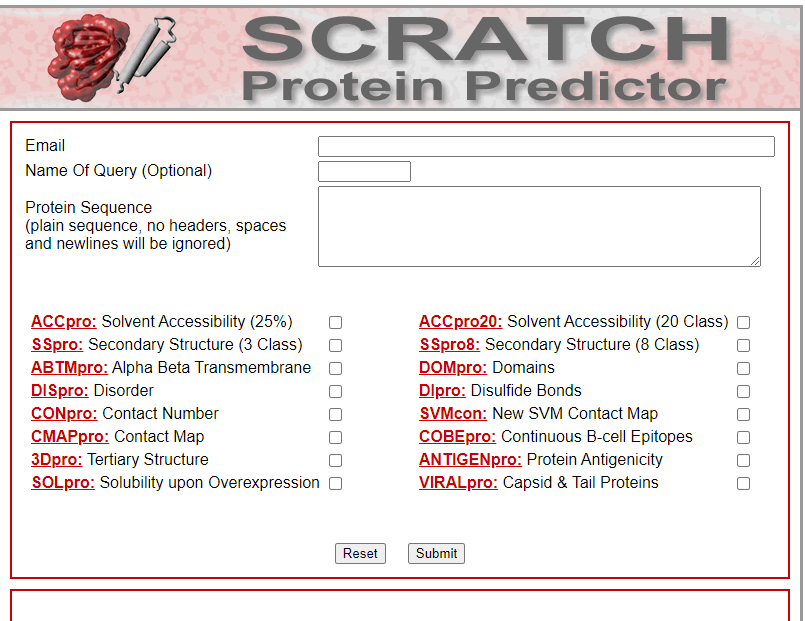 SCRATCH
Protein Predictor
Email
Name Of Query (Optional)
Protein Sequence
(plain sequence, no headers, spaces
and newlines will be ignored)
ACCpro: Solvent Accessibility (25%)
ACCpro20: Solvent Accessibility (20 Class)
SSpro: Secondary Structure (3 Class)
SSpro8: Secondary Structure (8 Class)
ABTMpro: Alpha Beta Transmembrane
DOMpro: Domains
DISpro: Disorder
DIpro: Disulfide Bonds
CONpro: Contact Number
SVMcon: New SVM Contact Map
CMAPpro: Contact Map
COBEpro: Continuous B-cell Epitopes
3Dpro: Tertiary Structure
ANTIGENpro: Protein Antigenicity
SOLpro: Solubility upon Overexpression
VIRALpro: Capsid & Tail Proteins
Reset Submit